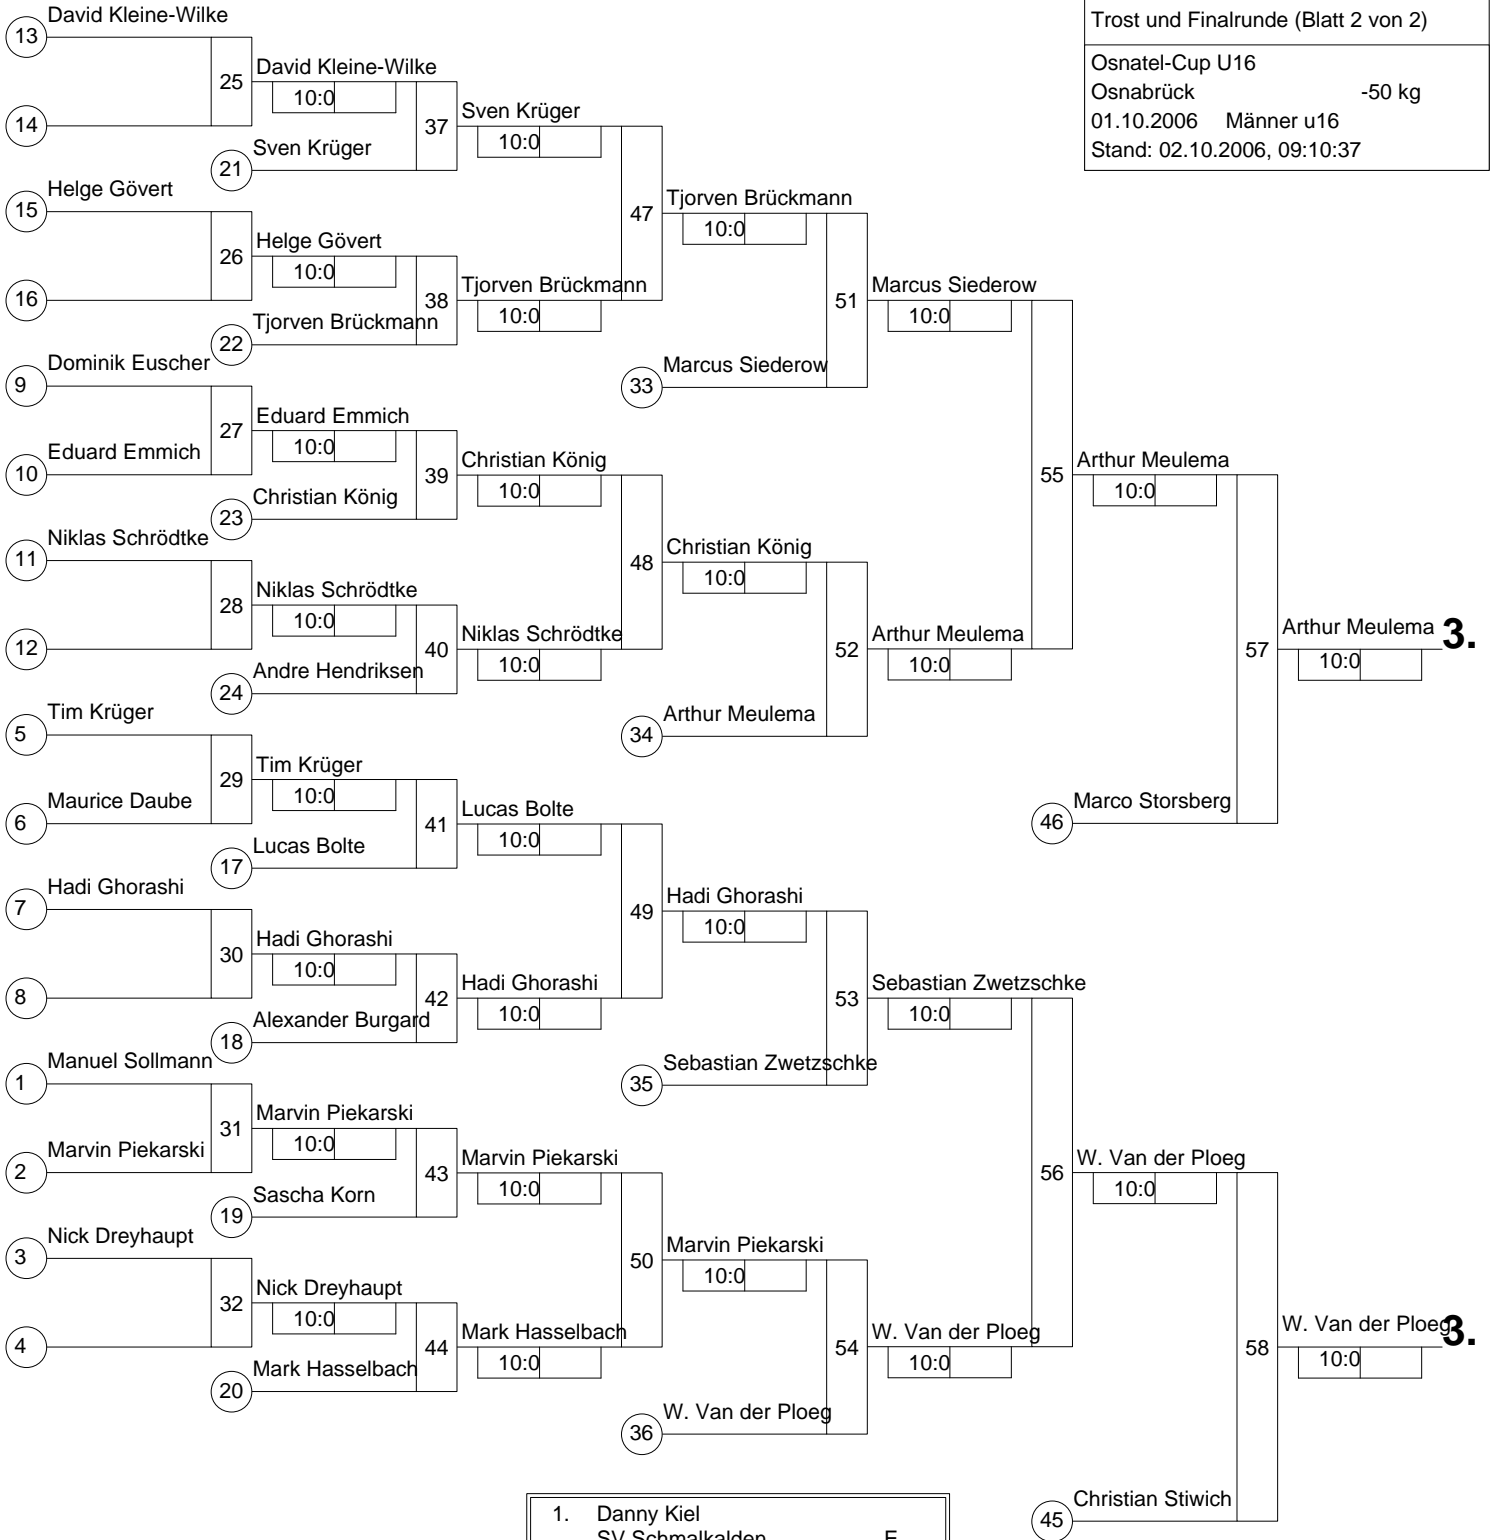 Trost und Finalrunde (Blatt 2 von 2)
Osnatel-Cup U16
Osnabrück -50 kg
01.10.2006 Männer u16
Stand: 02.10.2006, 09:10:37
13 David Kleine-Wilke
14
25 David Kleine-Wilke
10:0
21 Sven Krüger
37 Sven Krüger
10:0
15 Helge Gövert
16
26 Helge Gövert
10:0
22 Tjorven Brückmann
38 Tjorven Brückmann
10:0
47 Tjorven Brückmann
10:0
33 Marcus Siederow
51 Marcus Siederow
10:0
9 Dominik Euscher
10 Eduard Emmich
27 Eduard Emmich
10:0
23 Christian König
39 Christian König
10:0
11 Niklas Schrödtke
12
28 Niklas Schrödtke
10:0
24 Andre Hendriksen
40 Niklas Schrödtke
10:0
48 Christian König
10:0
34 Arthur Meulema
52 Arthur Meulema
10:0
55 Arthur Meulema
10:0
46 Marco Storsberg
57 Arthur Meulema 3.
10:0
5 Tim Krüger
6 Maurice Daube
29 Tim Krüger
10:0
17 Lucas Bolte
41 Lucas Bolte
10:0
7 Hadi Ghorashi
8
30 Hadi Ghorashi
10:0
18 Alexander Burgard
42 Hadi Ghorashi
10:0
49 Hadi Ghorashi
10:0
35 Sebastian Zwetzschke
53 Sebastian Zwetzschke
10:0
1 Manuel Sollmann
2 Marvin Piekarski
31 Marvin Piekarski
10:0
19 Sascha Korn
43 Marvin Piekarski
10:0
3 Nick Dreyhaupt
4
32 Nick Dreyhaupt
10:0
20 Mark Hasselbach
44 Mark Hasselbach
10:0
50 Marvin Piekarski
10:0
36 W. Van der Ploeg
54 W. Van der Ploeg
10:0
56 W. Van der Ploeg
10:0
45 Christian Stiwich
58 W. Van der Ploeg 3.
10:0
1. Danny Kiel
SV Schmalkalden